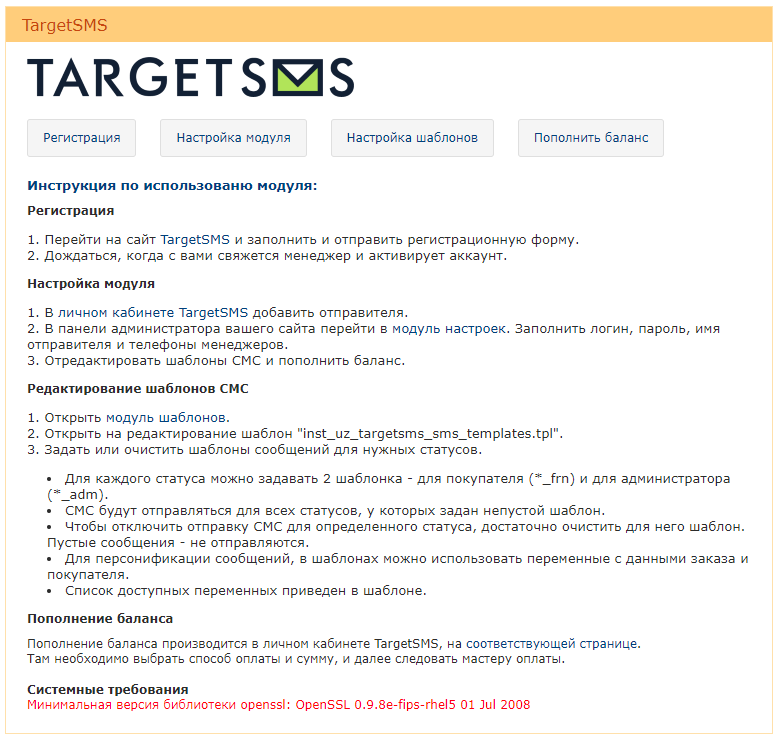 TargetSMS
TARGETSMS
Регистрация
Настройка модуля
Настройка шаблонов
Пополнить баланс
Инструкция по использованю модуля:
Регистрация
1. Перейти на сайт TargetSMS и заполнить и отправить регистрационную форму.
2. Дождаться, когда с вами свяжется менеджер и активирует аккаунт.
Настройка модуля
1. В личном кабинете TargetSMS добавить отправителя.
2. В панели администратора вашего сайта перейти в модуль настроек. Заполнить логин, пароль, имя
отправителя и телефоны менеджеров.
3. Отредактировать шаблоны СМС и пополнить баланс.
Редактирование шаблонов СМС
1. Открыть модуль шаблонов.
2. Открыть на редактирование шаблон "inst_uz_targetsms_sms_templates.tpl".
3. Задать или очистить шаблоны сообщений для нужных статусов.
• Для каждого статуса можно задавать 2 шаблонка - для покупателя (*_frn) и для администратора
(*_adm).
• СМС будут отправляться для всех статусов, у которых задан непустой шаблон.
• Чтобы отключить отправку СМС для определенного статуса, достаточно очистить для него шаблон.
Пустые сообщения - не отправляются.
• Для персонификации сообщений, в шаблонах можно использовать переменные с данными заказа и
покупателя.
• Список доступных переменных приведен в шаблоне.
Пополнение баланса
Пополнение баланса производится в личном кабинете TargetSMS, на соответствующей странице.
Там необходимо выбрать способ оплаты и сумму, и далее следовать мастеру оплаты.
Системные требования
Минимальная версия библиотеки openssl: OpenSSL 0.9.8e-fips-rhel5 01 Jul 2008